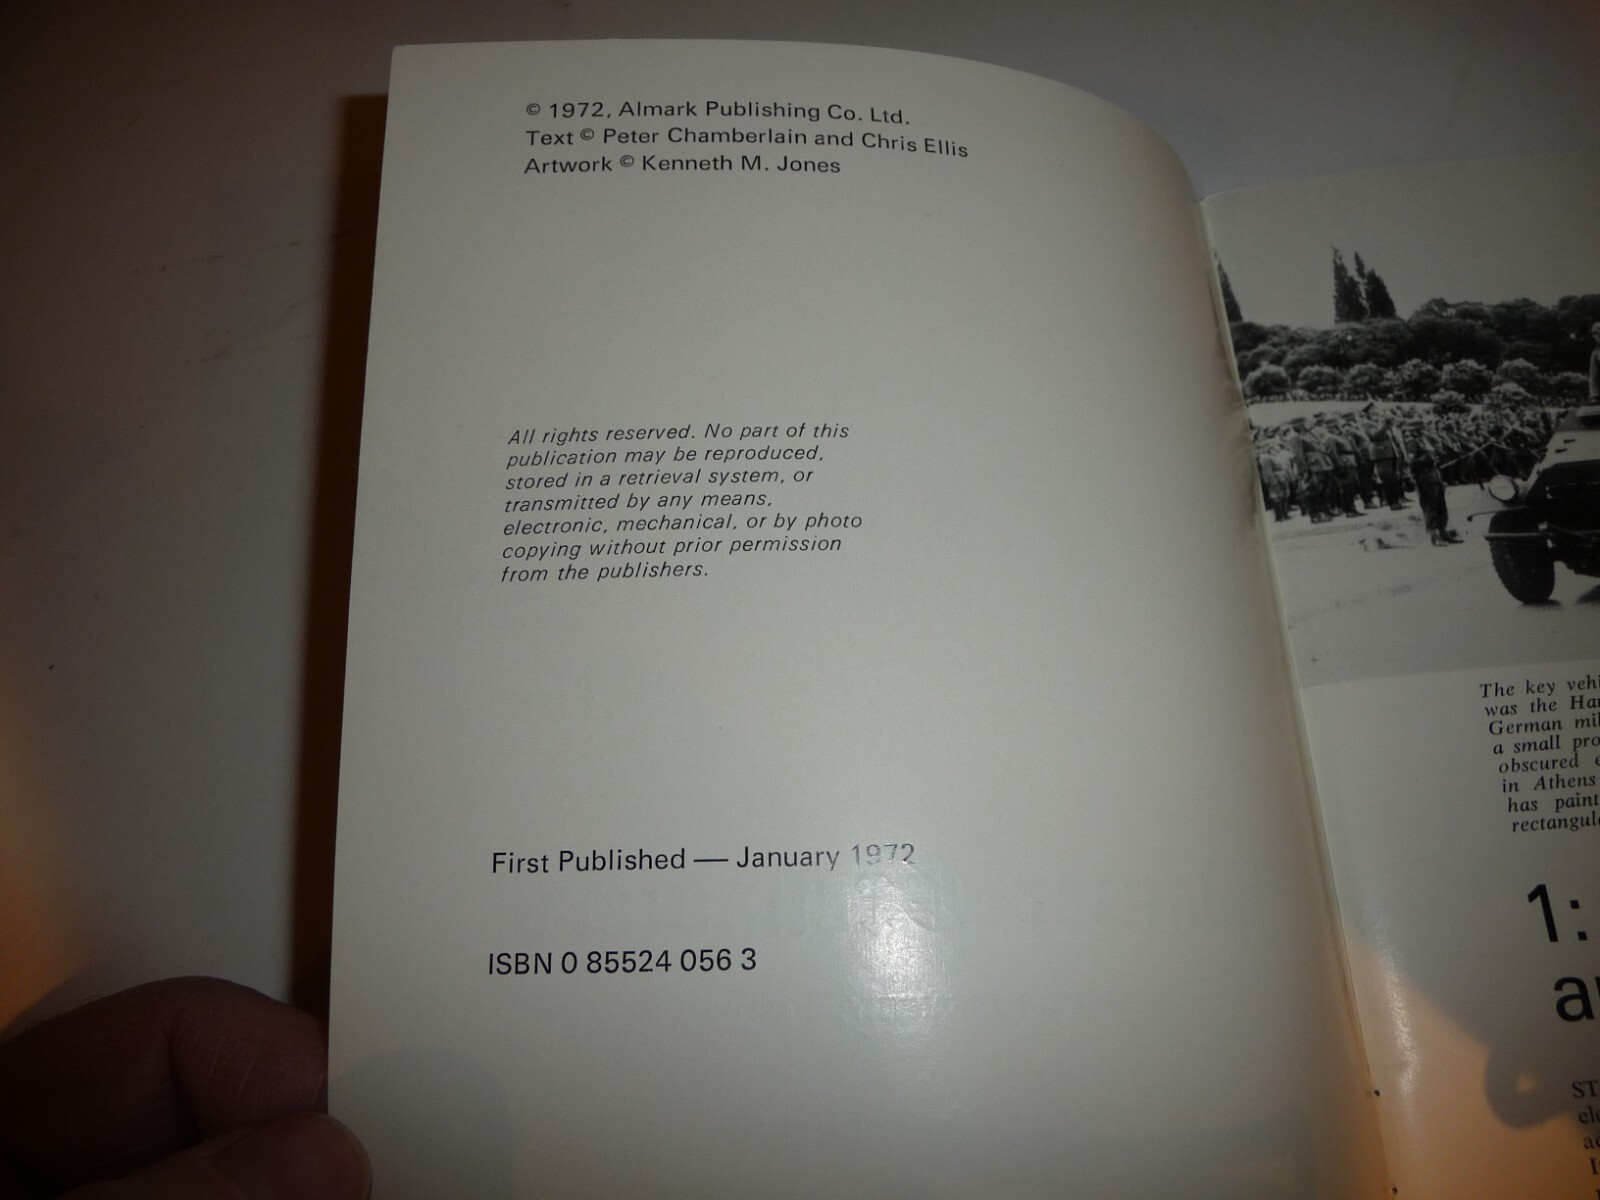 © 1972, Almark Publishing Co. Ltd.
Text © Peter Chamberlain and Chris Ellis
Artwork © Kenneth M. Jones
All rights reserved. No part of this
publication may be reproduced,
stored in a retrieval system, or
transmitted by any means,
electronic, mechanical, or by photo
copying without prior permission
from the publishers.
First Published — January 1972
ISBN 0 85524 056 3
The key vehi
was the Ha
German mil
a small pro
obscured
in Athens
has paint
rectangul
1:
a
ST
el
a
I